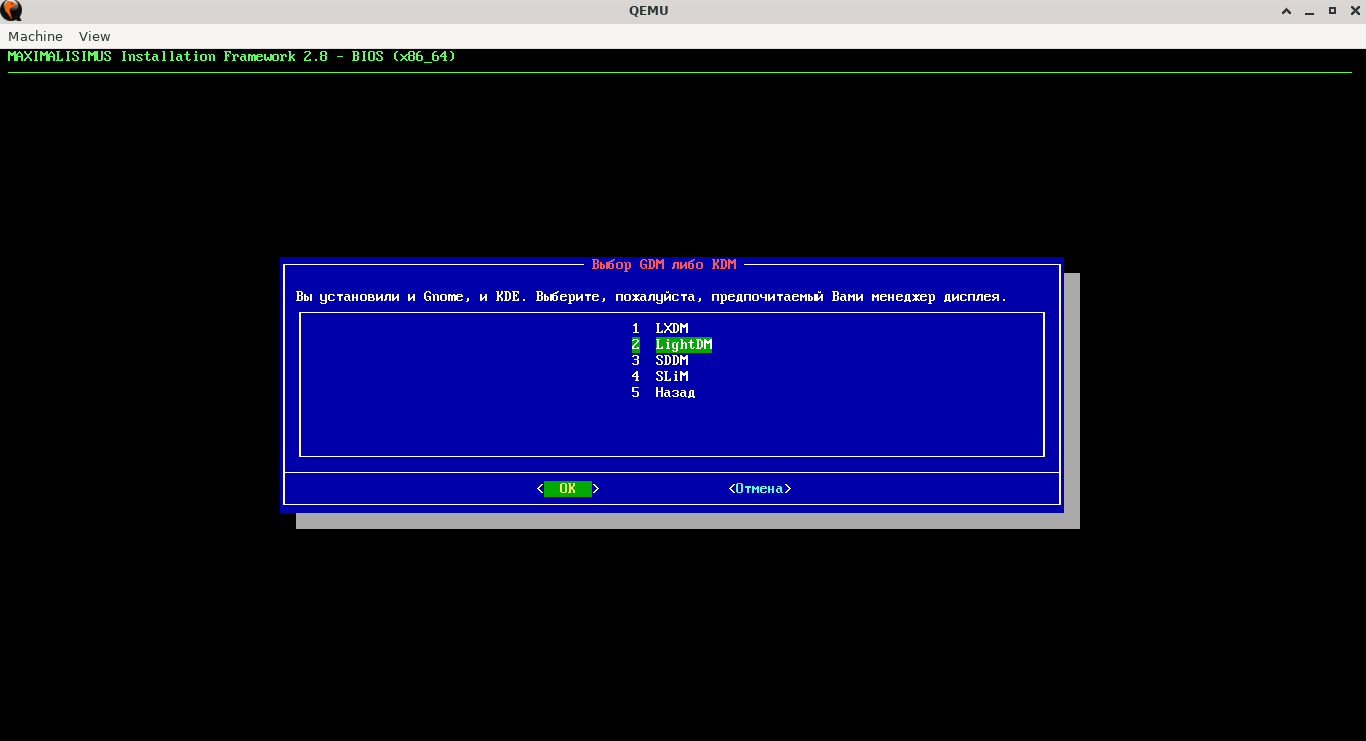 QEMU
Machine View
MAXIMALISIMUS Installation Framework 2.8 - BIOS (x86_64)
Выбор GDM либо KDM
Вы установили и Gnome, и KDE. Выберите, пожалуйста, предпочитаемый Вами менеджер дисплея.
1 LXDM
2 LightDM
3 SDDM
4 SLiM
5 Назад
< OK > <Отмена>